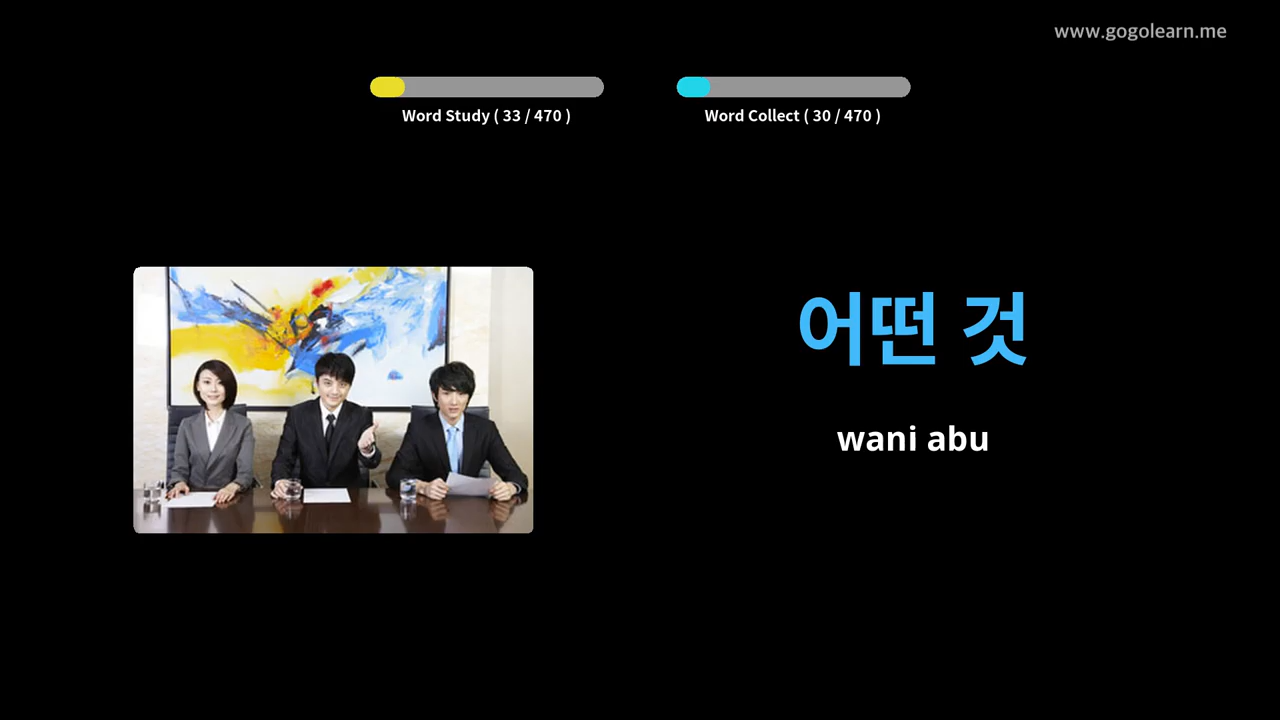 www.gogolearn.me
Word Study ( 33 / 470 )
Word Collect ( 30 / 470 )
어떤 것
wani abu